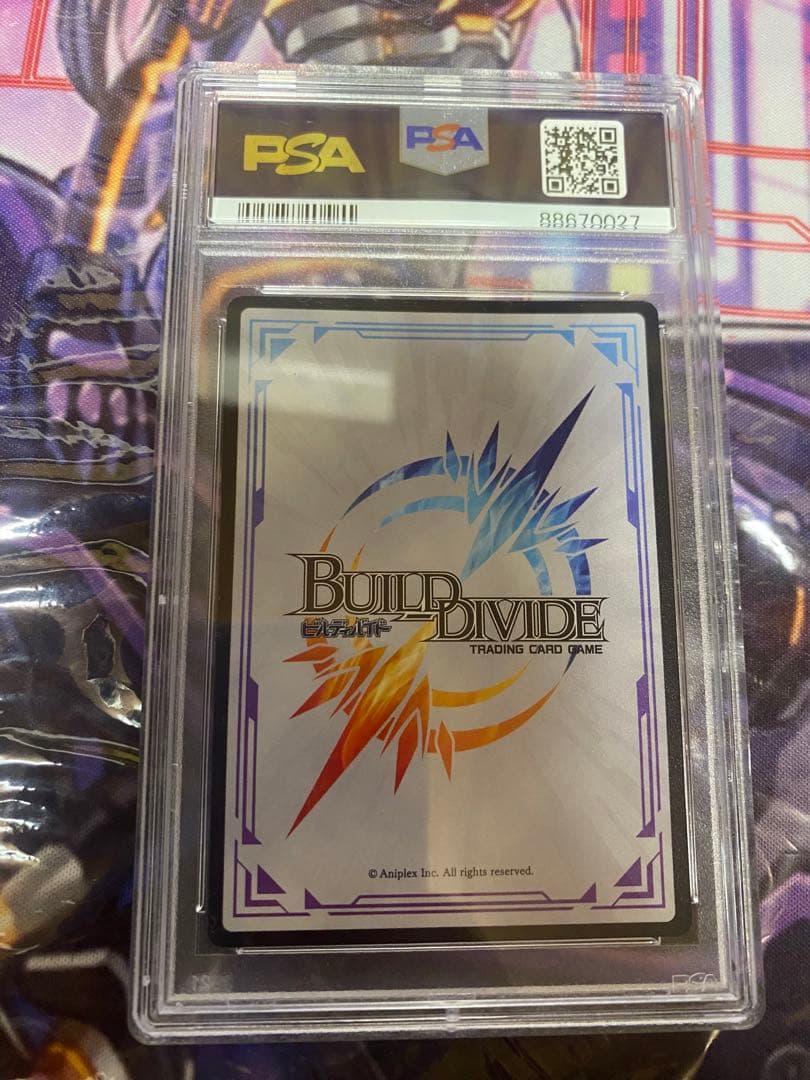 PSA PSA
88670027
BUILD DIVIDE
ビルディバイド
TRADING CARD GAME
© Aniplex Inc. All rights reserved.
PSA